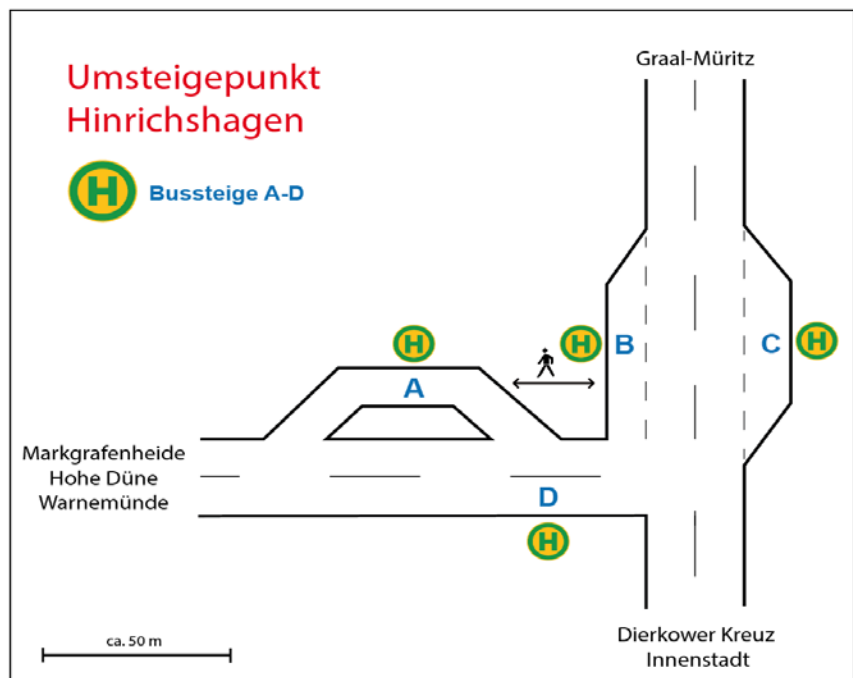 Umsteigepunkt
Hinrichshagen
H
Bussteige A-D
Graal-Müritz
H
H
B
C
H
A
Markgrafenheide
Hohe Düne
Warnemünde
D
H
ca. 50 m
Dierkower Kreuz
Innenstadt